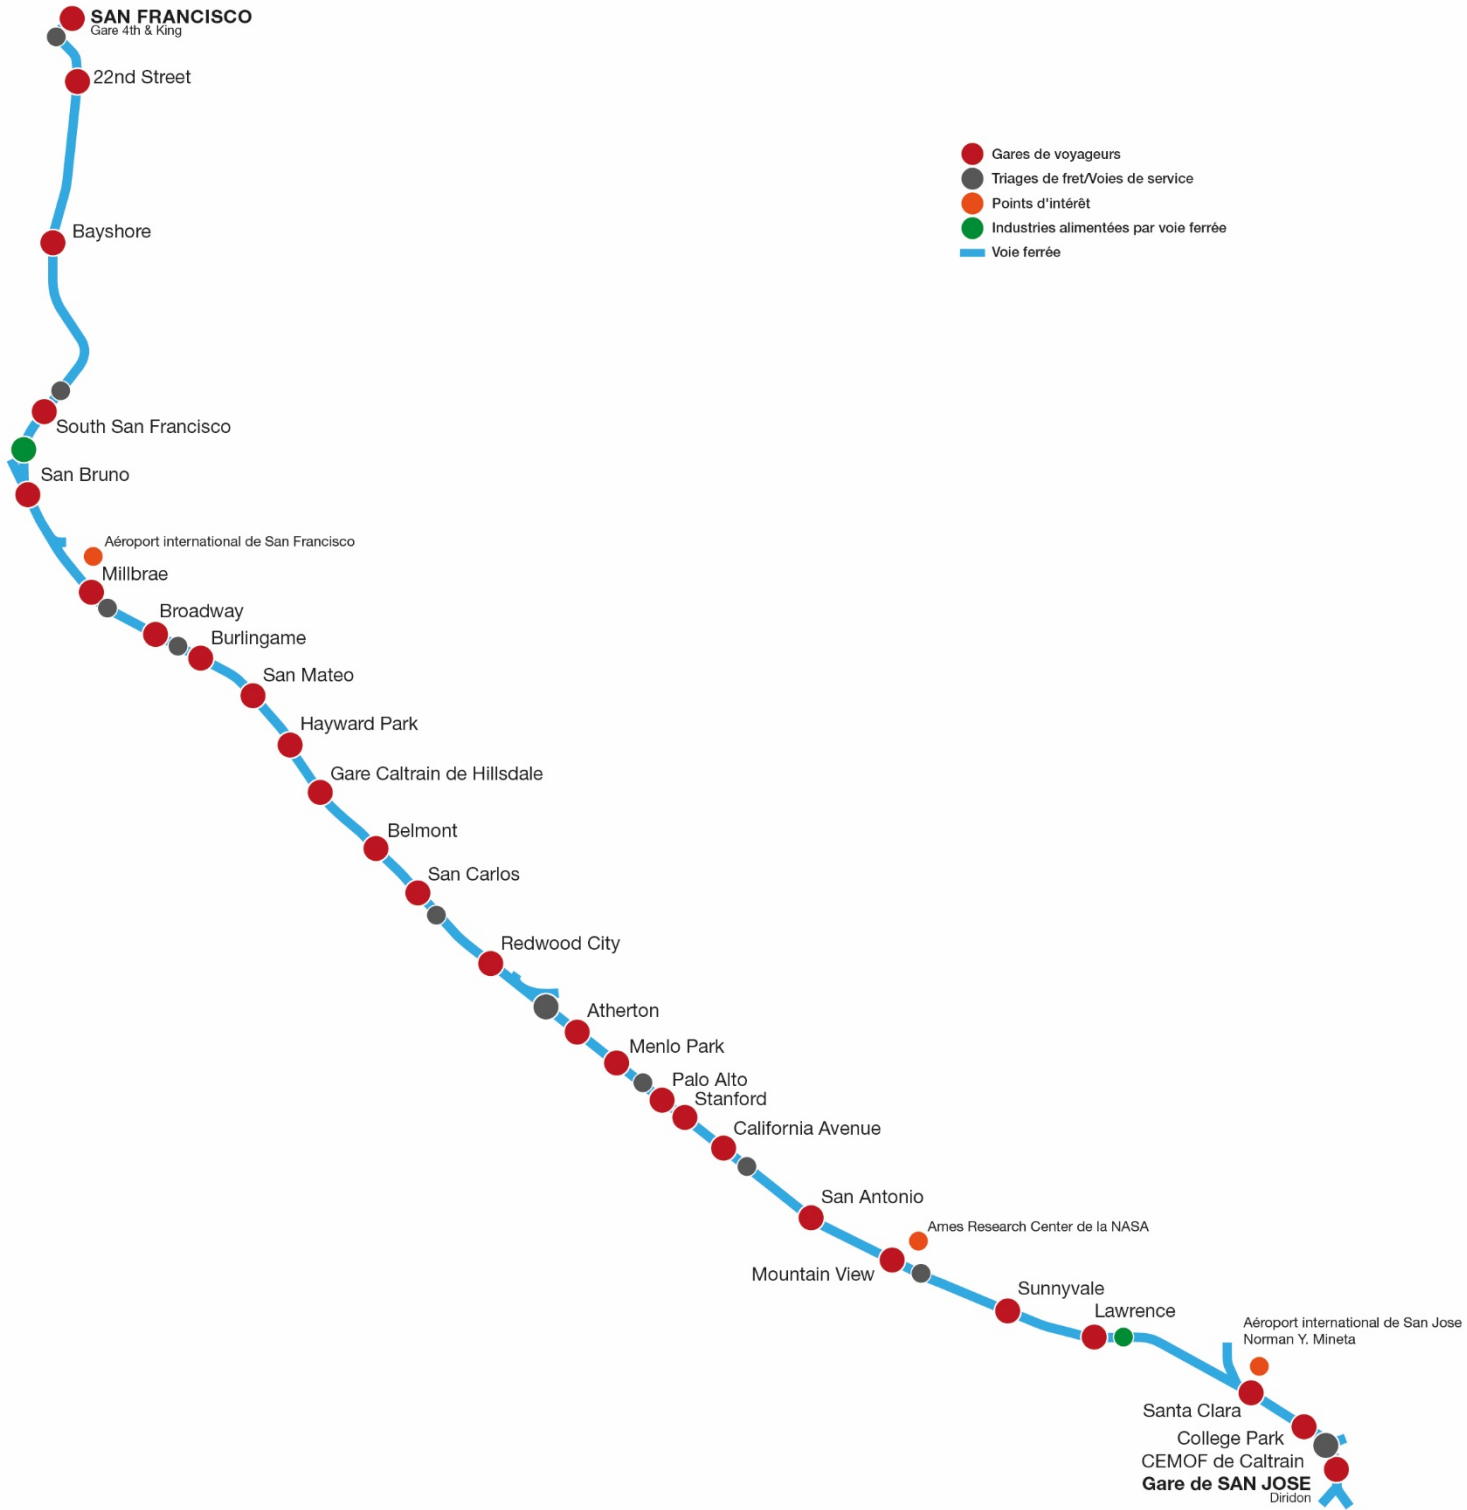 SAN FRANCISCO
Gare 4th & King
22nd Street
Gares de voyageurs
Triages de fret/Voies de service
Points d'intérêt
Industries alimentées par voie ferrée
Voie ferrée
Bayshore
South San Francisco
San Bruno
Aéroport international de San Francisco
Millbrae
Broadway
Burlingame
San Mateo
Hayward Park
Gare Caltrain de Hillsdale
Belmont
San Carlos
Redwood City
Atherton
Menlo Park
Palo Alto
Stanford
California Avenue
San Antonio
Ames Research Center de la NASA
Mountain View
Sunnyvale
Lawrence
Aéroport international de San Jose
Norman Y. Mineta
Santa Clara
College Park
CEMOF de Caltrain
Gare de SAN JOSE
Diridon